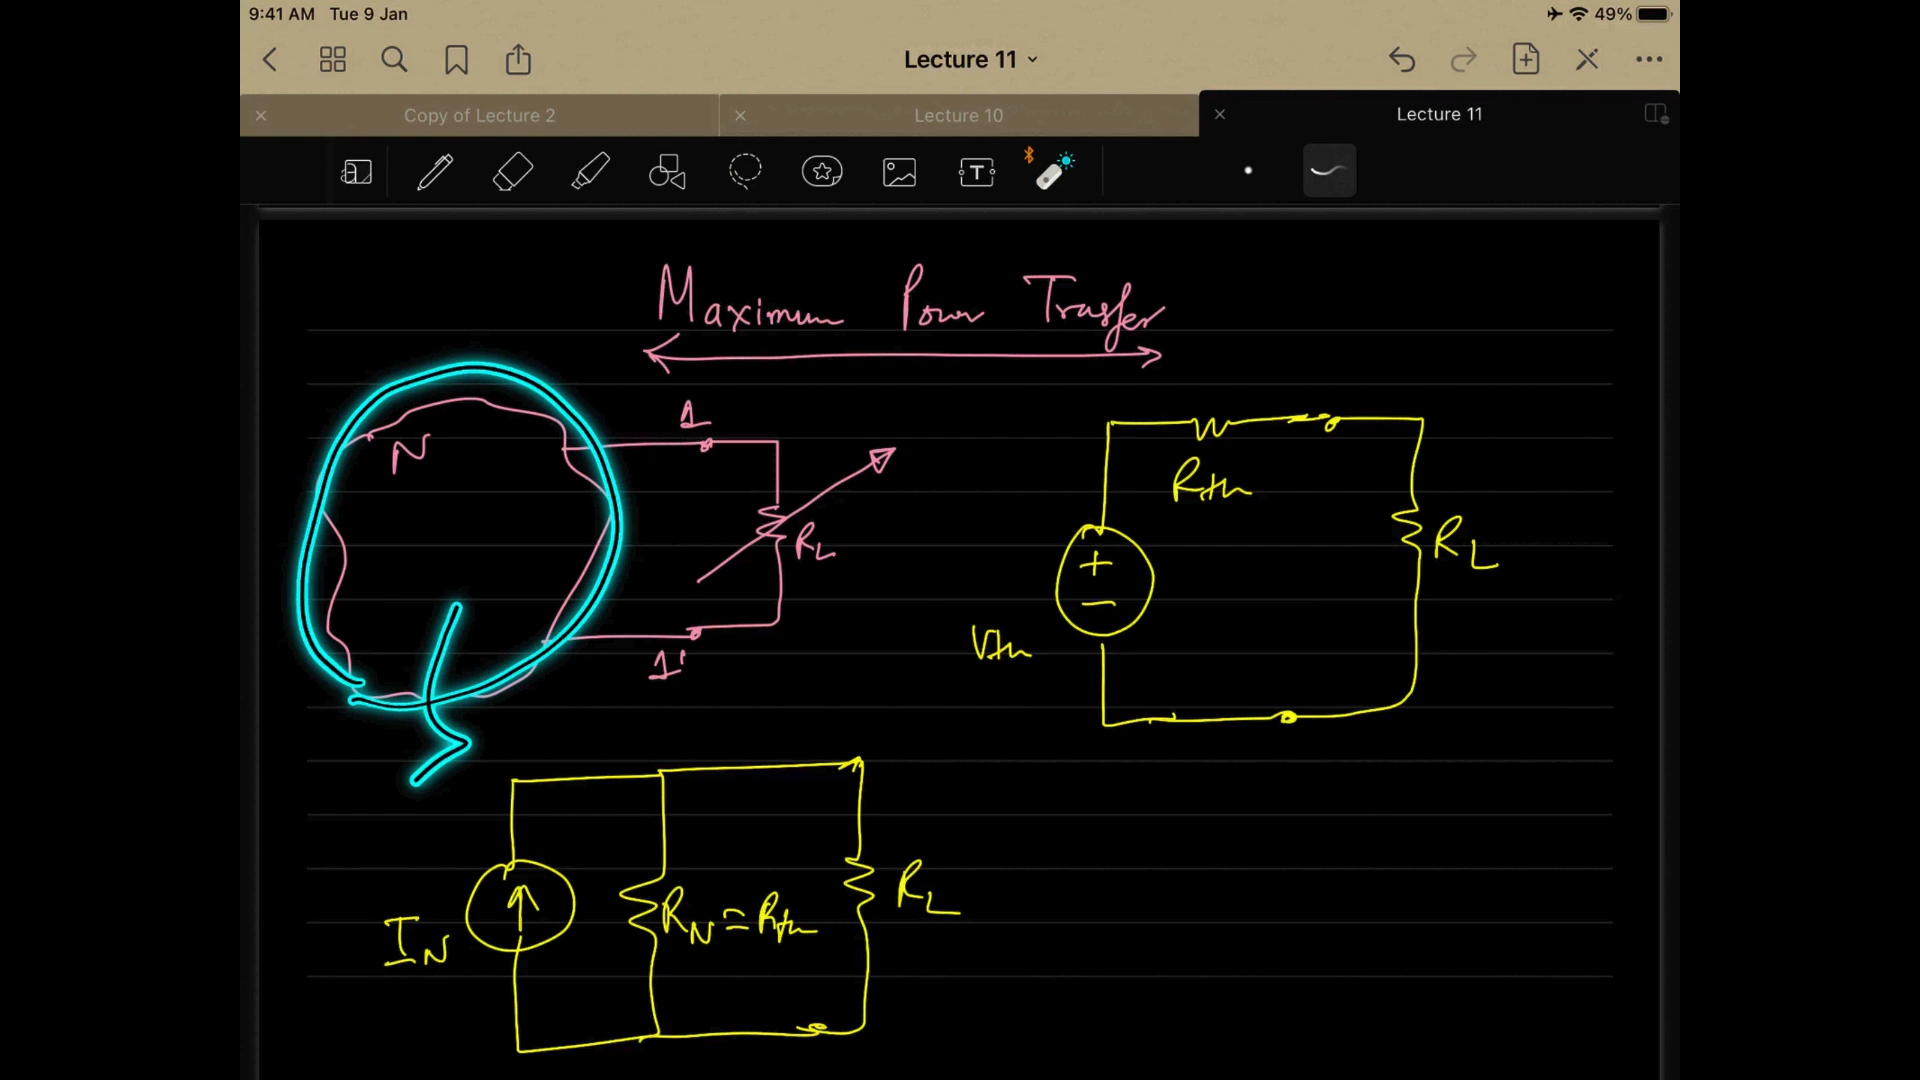 9:41 AM Tue 9 Jan
49%
Lecture 11
Copy of Lecture 2
Lecture 10
Lecture 11
T
Maximum Power Trasfer
N
1
RL
1'
Rth
+
−
Vth
RL
IN
RN = Rth
RL